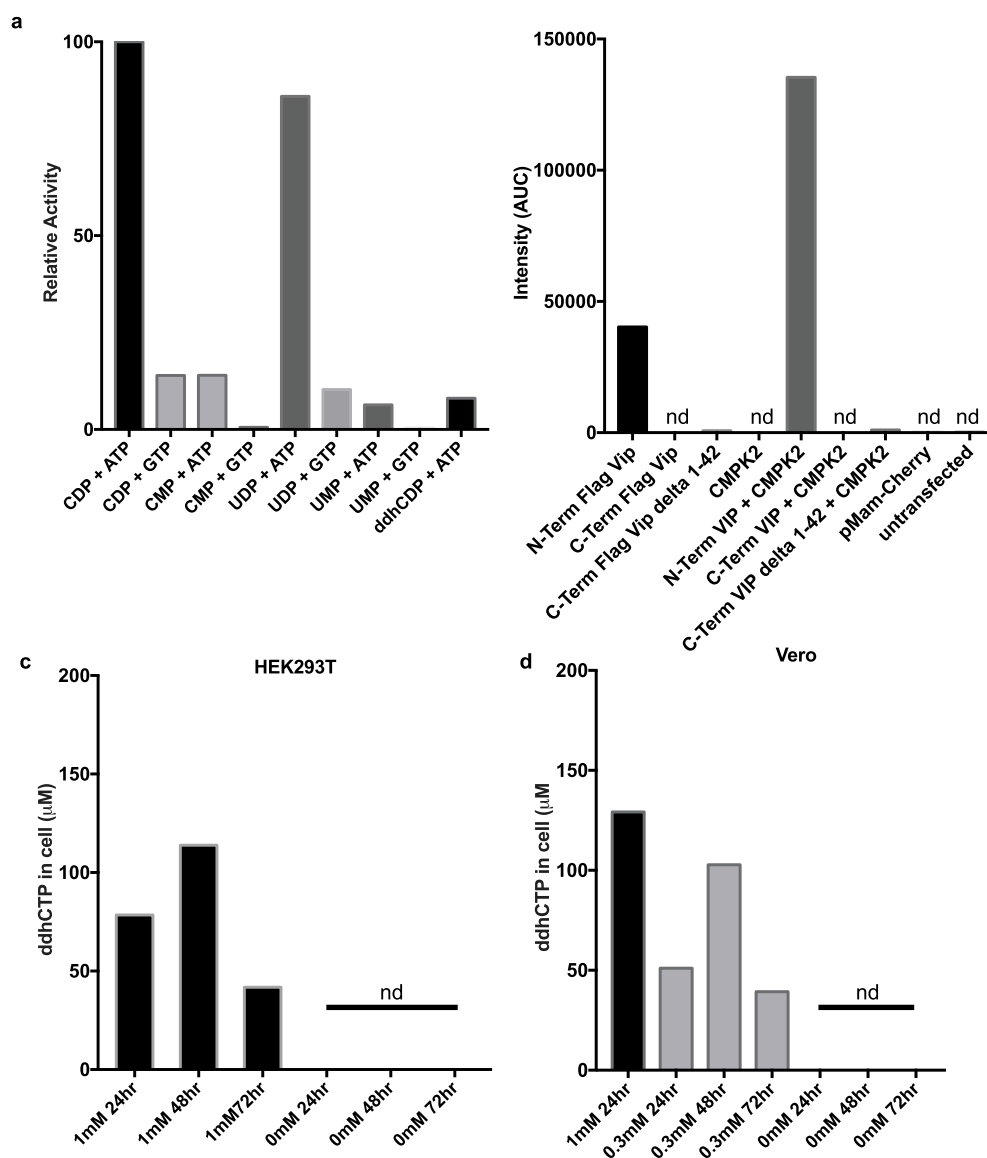 a
Relative Activity
100
50
0
CDP + ATP
CDP + GTP
CMP + ATP
CMP + GTP
UDP + ATP
UDP + GTP
UMP + ATP
UMP + GTP
ddhCDP + ATP
Intensity (AUC)
150000
100000
50000
0
nd
nd
nd
nd
nd
N-Term Flag Vip
C-Term Flag Vip
C-Term Flag Vip delta 1-42
CMPK2
N-Term VIP + CMPK2
C-Term VIP + CMPK2
C-Term VIP delta 1-42 + CMPK2
pMam-Cherry
untransfected
c
HEK293T
ddhCTP in cell (μM)
200
150
100
50
0
nd
1mM 24hr
1mM 48hr
1mM72hr
0mM 24hr
0mM 48hr
0mM 72hr
d
Vero
ddhCTP in cell (μM
200
150
100
50
0
nd
1mM 24hr
0.3mM 24hr
0.3mM 48hr
0.3mM 72hr
0mM 24hr
0mM 48hr
0mM 72hr